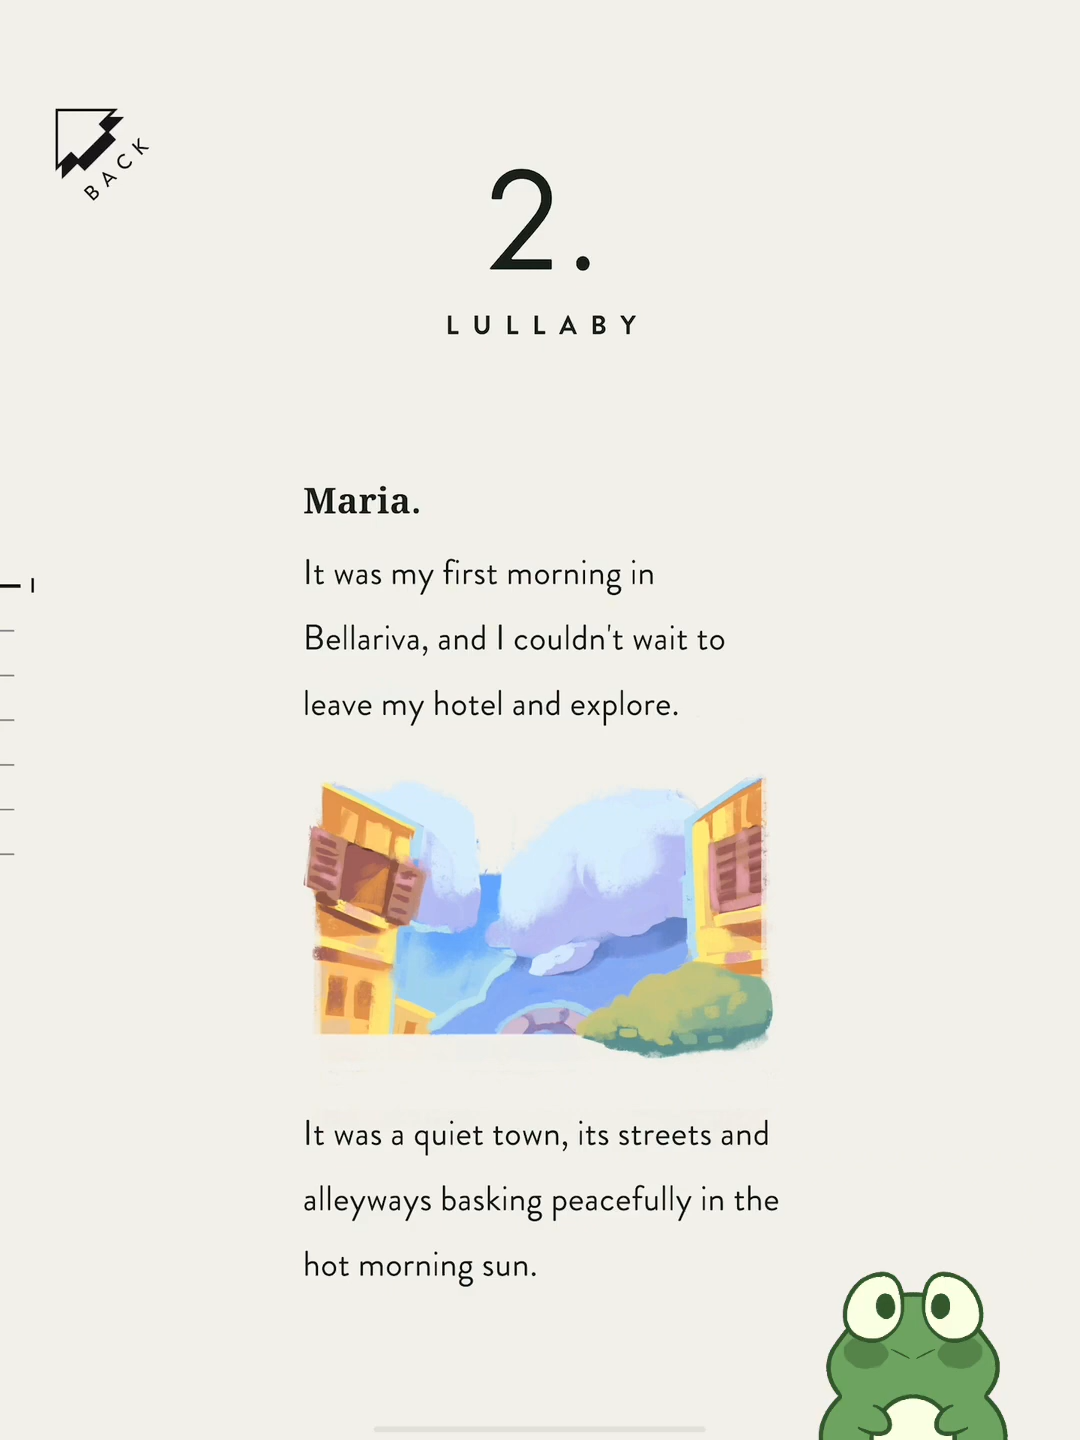 BACK
2.
LULLABY
Maria.
It was my first morning in
Bellariva, and I couldn't wait to
leave my hotel and explore.
I
It was a quiet town, its streets and
alleyways basking peacefully in the
hot morning sun.